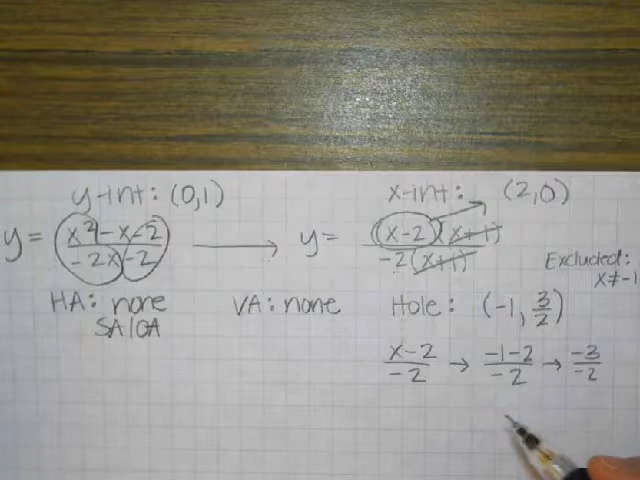 y-int: (0,1)
x-int: (2,0)
y = x² - x - 2 / -2x - 2 → y = (x-2)(x+1) / -2(x+1)
Excluded: x ≠ -1
HA: none
SA/OA
VA: none
Hole: (-1, 3/2)
x-2 / -2 → -1-2 / -2 → -3 / -2